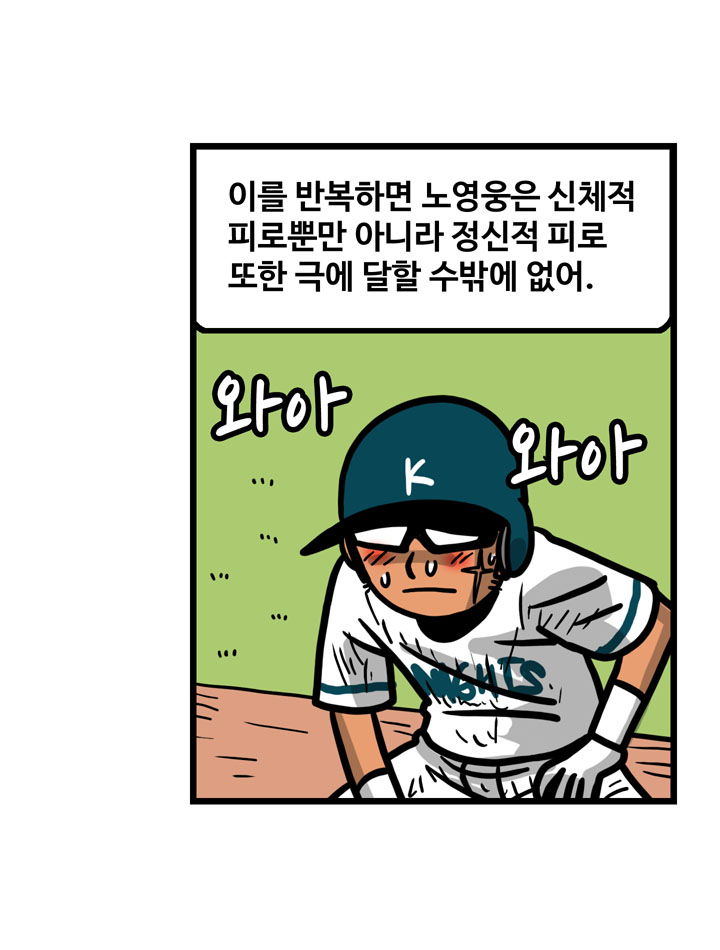 이를 반복하면 노영웅은 신체적
피로뿐만 아니라 정신적 피로
또한 극에 달할 수밖에 없어.
와아
와아
K